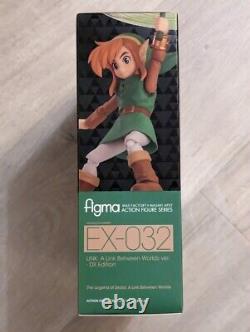 figma
MAX FACTORY × MASAKI APSY
ACTION FIGURE SERIES
EX-032
LINK: A Link Between Worlds ver.
- DX Edition
The Legend of Zelda: A Link Between Worlds
ebay